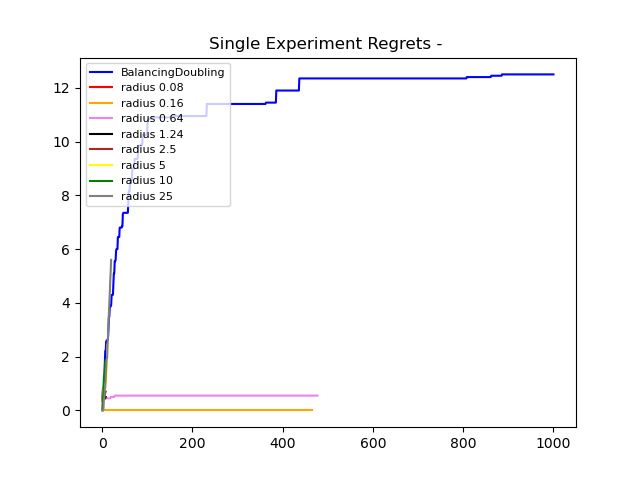 Single Experiment Regrets -
BalancingDoubling
radius 0.08
radius 0.16
radius 0.64
radius 1.24
radius 2.5
radius 5
radius 10
radius 25
12
10
8
6
4
2
0
0 200 400 600 800 1000